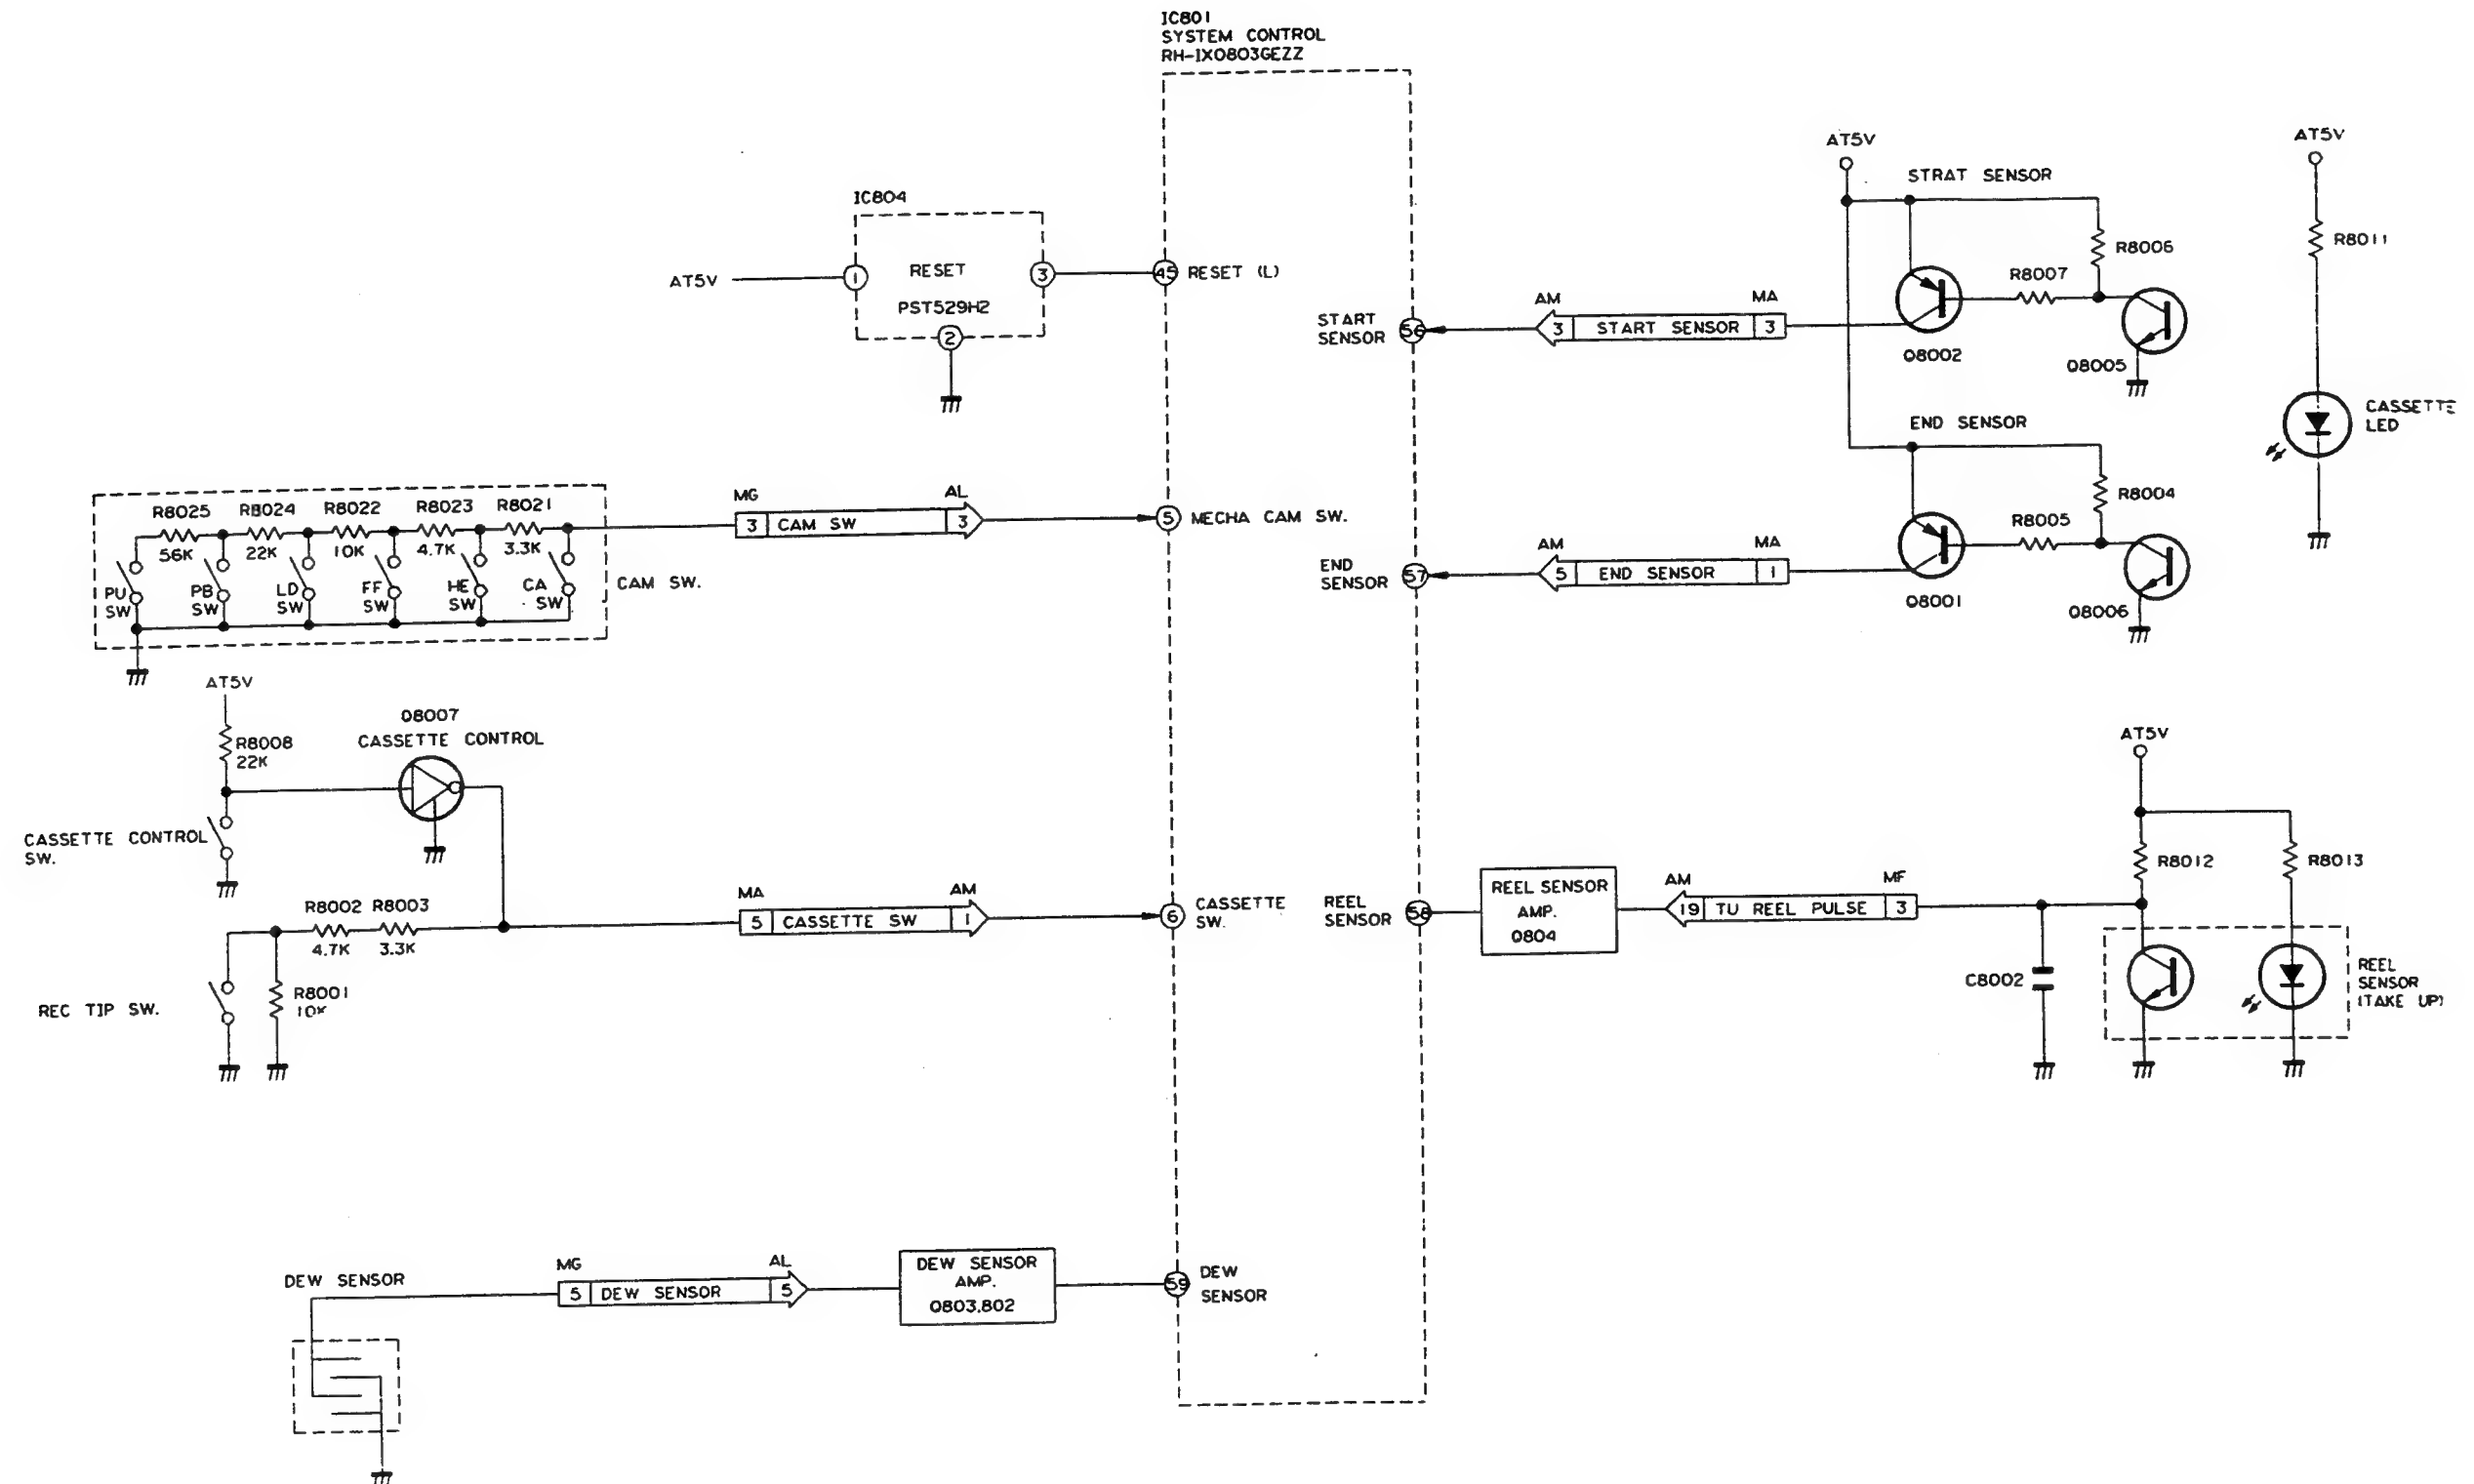 IC801
SYSTEM CONTROL
RH-IX0803GEZZ
IC804
AT5V
1
RESET
PST529H2
3
2
45
RESET (L)
START
SENSOR
56
AM
3
START SENSOR
MA
3
AT5V
STRAT SENSOR
R8006
R8007
Q8002
Q8005
AT5V
R8011
CASSETTE
LED
R8025
R8024
R8022
R8023
R8021
56K
22K
10K
4.7K
3.3K
PU
SW
PB
SW
LD
SW
FF
SW
HE
SW
CA
SW
CAM SW.
MG
3
CAM SW
AL
3
5
MECHA CAM SW.
END
SENSOR
57
AM
5
END SENSOR
MA
1
END SENSOR
R8004
R8005
Q8001
Q8006
AT5V
R8008
22K
Q8007
CASSETTE CONTROL
CASSETTE CONTROL
SW.
R8002
R8003
4.7K
3.3K
R8001
10K
REC TIP SW.
MA
5
CASSETTE SW
AM
1
6
CASSETTE
SW.
REEL
SENSOR
58
REEL SENSOR
AMP.
Q804
AM
19
TU REEL PULSE
MF
3
AT5V
R8012
R8013
C8002
REEL
SENSOR
(TAKE UP)
DEW SENSOR
MG
5
DEW SENSOR
AL
5
DEW SENSOR
AMP.
Q803.802
59
DEW
SENSOR